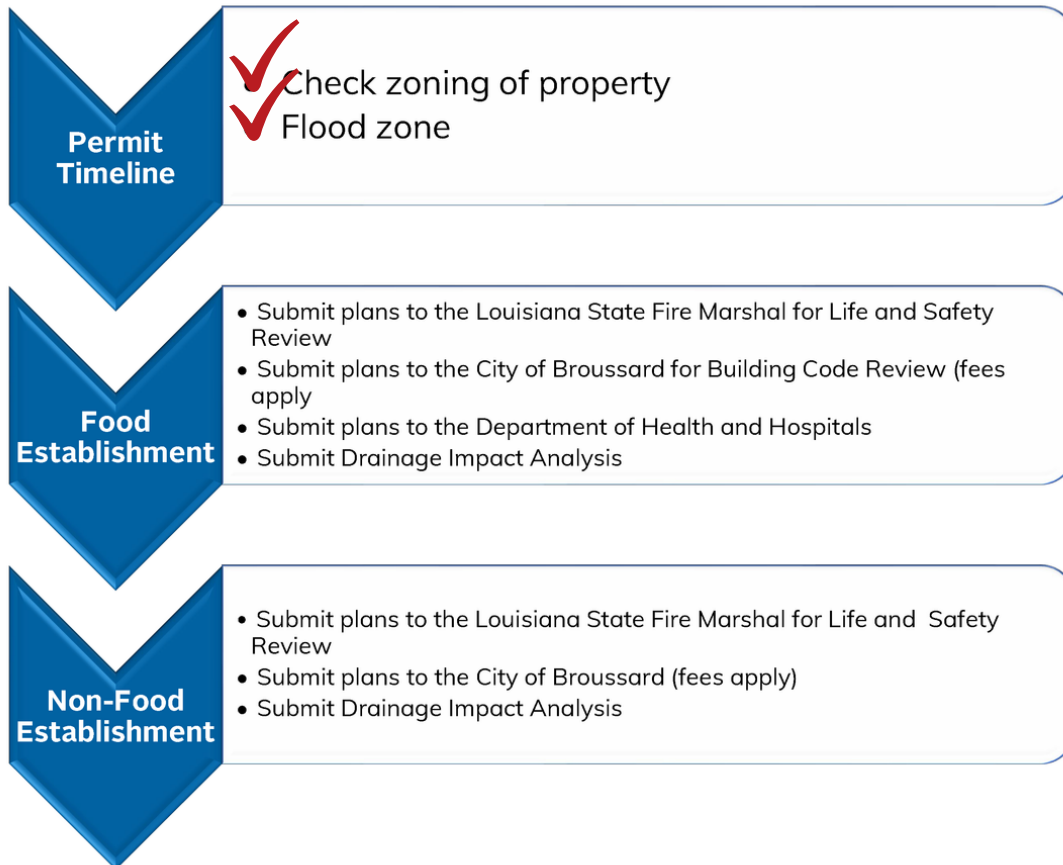 Permit
Timeline
• Check zoning of property
Flood zone
Food
Establishment
• Submit plans to the Louisiana State Fire Marshal for Life and Safety
Review
• Submit plans to the City of Broussard for Building Code Review (fees
apply
• Submit plans to the Department of Health and Hospitals
• Submit Drainage Impact Analysis
Non-Food
Establishment
• Submit plans to the Louisiana State Fire Marshal for Life and  Safety
Review
• Submit plans to the City of Broussard (fees apply)
• Submit Drainage Impact Analysis